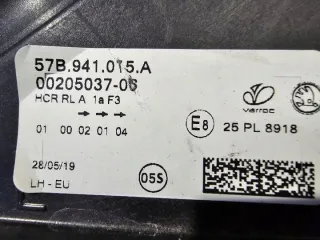 57B.941.015.A
00205037-06
HCR RL A 1a F3
varroc
01 00 02 01 04
E8
25 PL 8918
28/05/19
LH - EU
05S